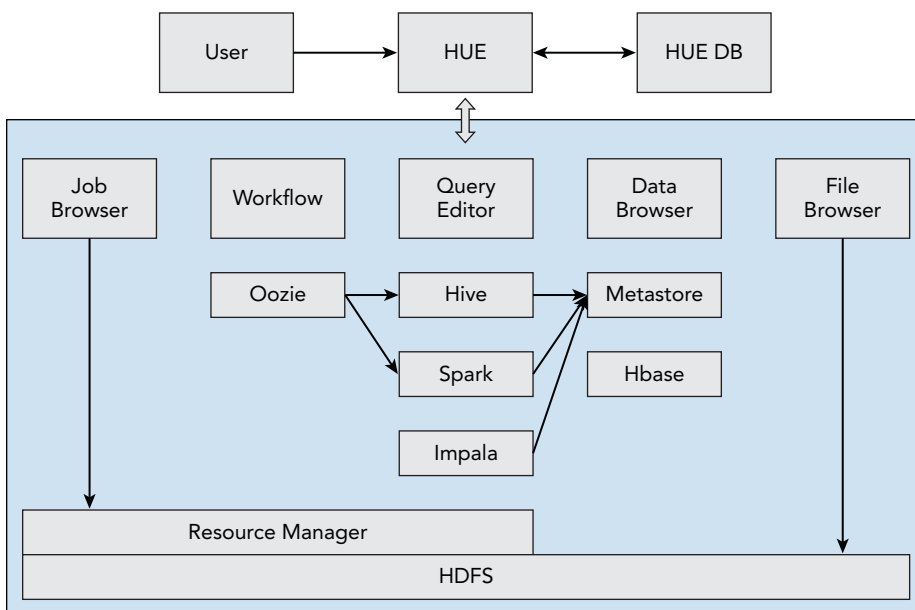 User
HUE
HUE DB
Job
Browser
Workflow
Query
Editor
Data
Browser
File
Browser
Oozie
Hive
Metastore
Spark
Hbase
Impala
Resource Manager
HDFS